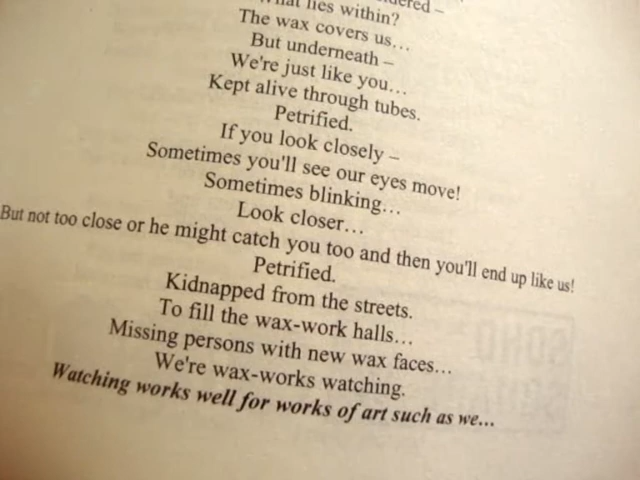 What lies within?
The wax covers us…
But underneath –
We're just like you…
Kept alive through tubes.
Petrified.
If you look closely –
Sometimes you'll see our eyes move!
Sometimes blinking…
Look closer…
But not too close or he might catch you too and then you'll end up like us!
Petrified.
Kidnapped from the streets.
To fill the wax-work halls…
Missing persons with new wax faces…
We're wax-works watching.
Watching works well for works of art such as we...